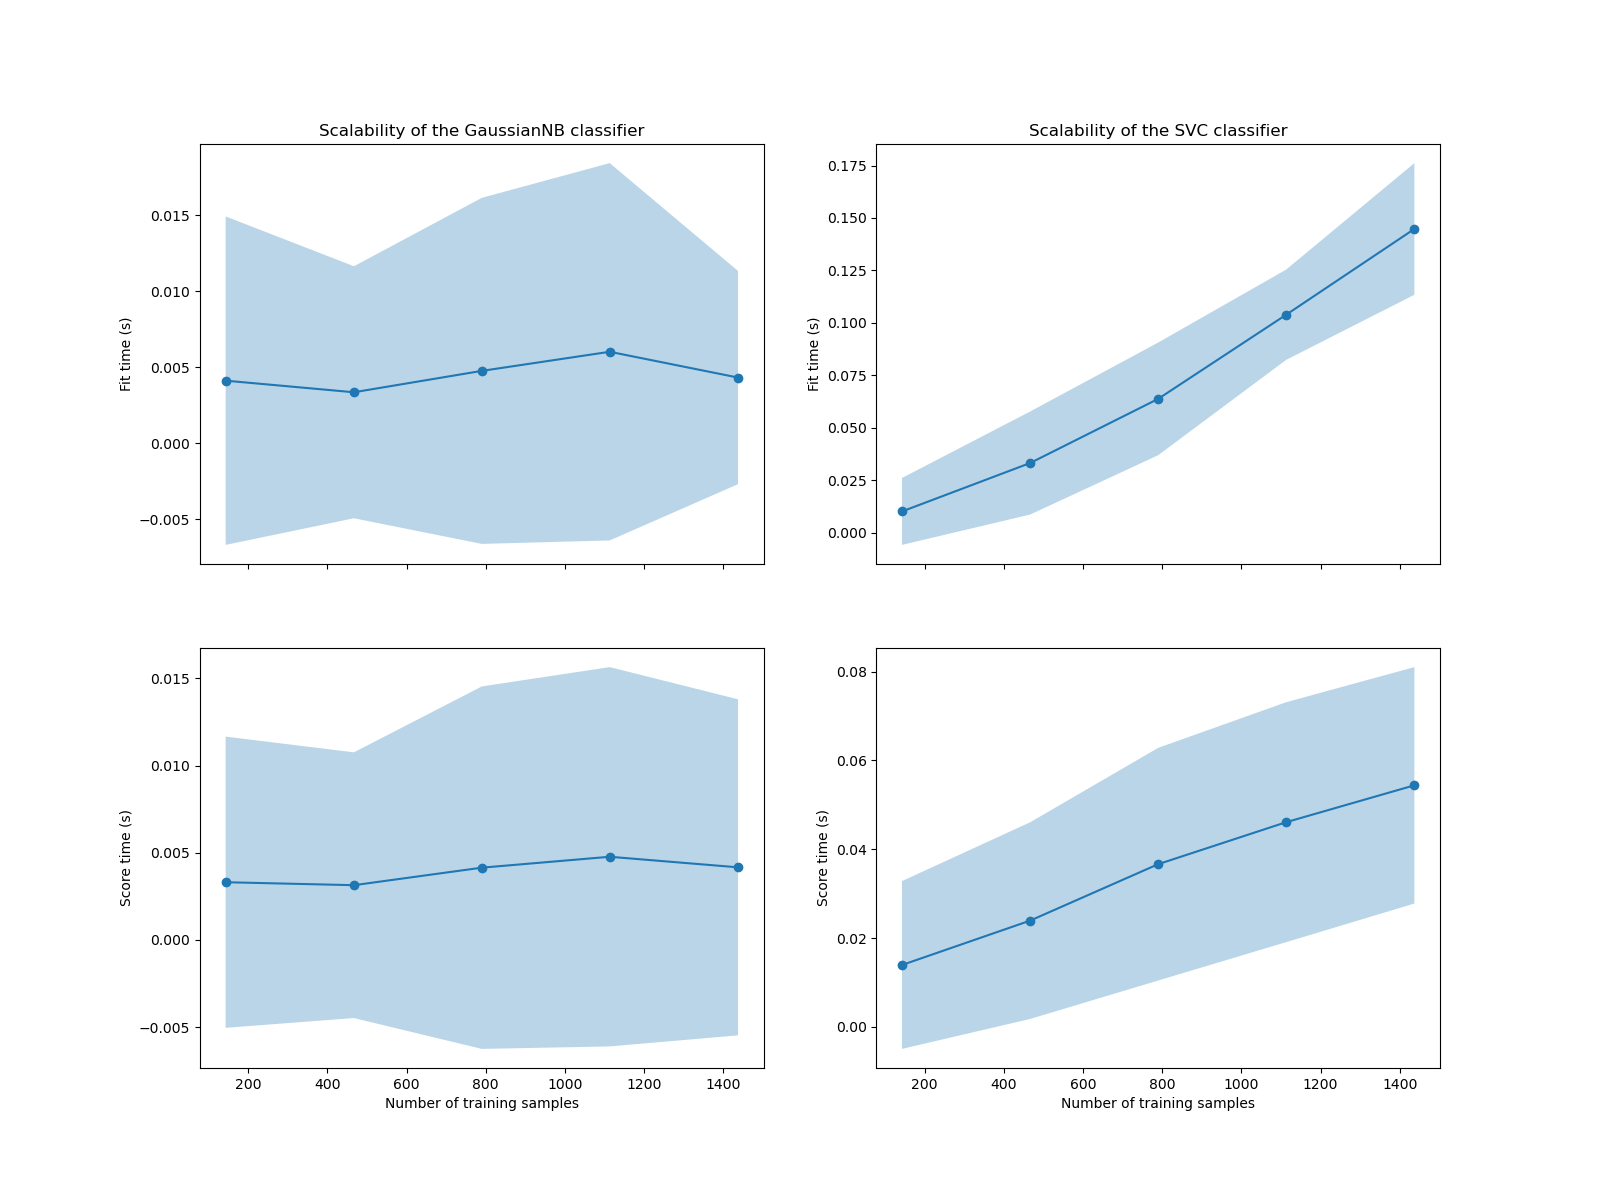 Scalability of the GaussianNB classifier
0.015
0.010
0.005
0.000
−0.005
Fit time (s)
Scalability of the SVC classifier
0.175
0.150
0.125
0.100
0.075
0.050
0.025
0.000
Fit time (s)
0.015
0.010
0.005
0.000
−0.005
Score time (s)
200 400 600 800 1000 1200 1400
Number of training samples
0.08
0.06
0.04
0.02
0.00
Score time (s)
200 400 600 800 1000 1200 1400
Number of training samples